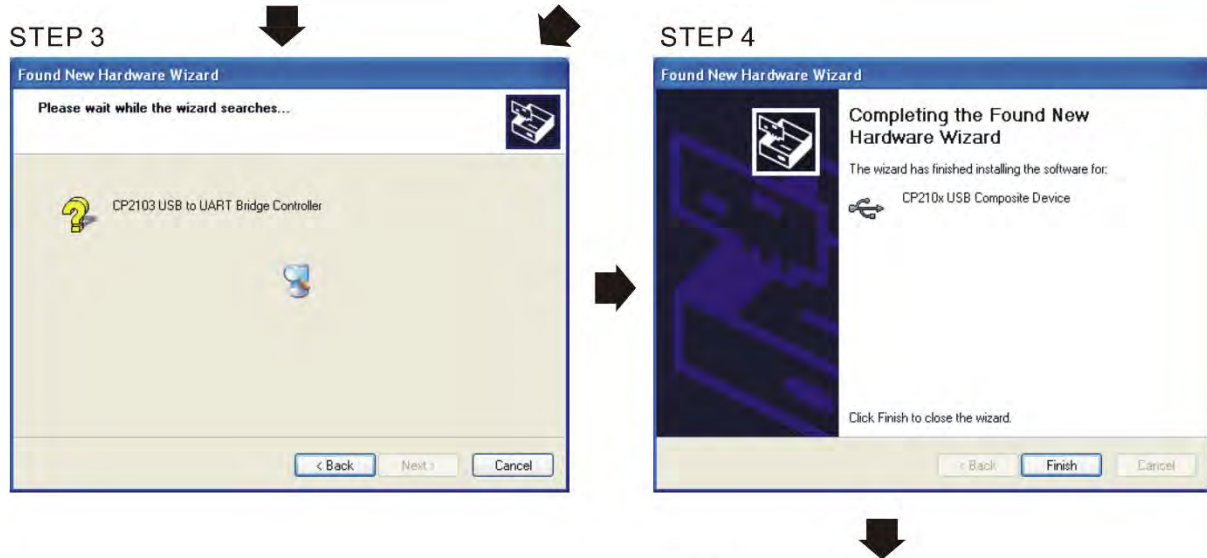 STEP 3
Found New Hardware Wizard
Please wait while the wizard searches...
CP2103 USB to UART Bridge Controller
< Back
Next >
Cancel
STEP 4
Found New Hardware Wizard
Completing the Found New
Hardware Wizard
The wizard has finished installing the software for:
CP210x USB Composite Device
Click Finish to close the wizard.
< Back
Finish
Cancel